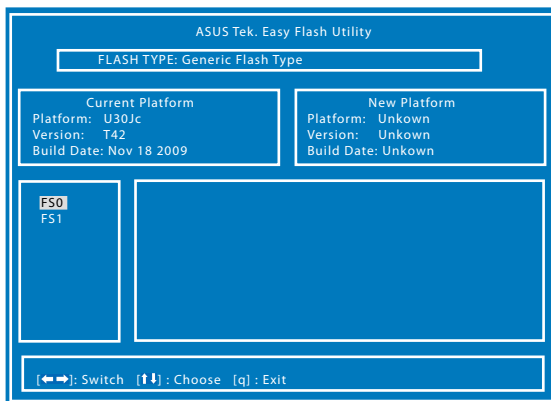 ASUS Tek. Easy Flash Utility
FLASH TYPE: Generic Flash Type
Current Platform
Platform: U30Jc
Version: T42
Build Date: Nov 18 2009
New Platform
Platform: Unkown
Version: Unkown
Build Date: Unkown
FS0
FS1
[←→]: Switch [↑↓] : Choose [q] : Exit